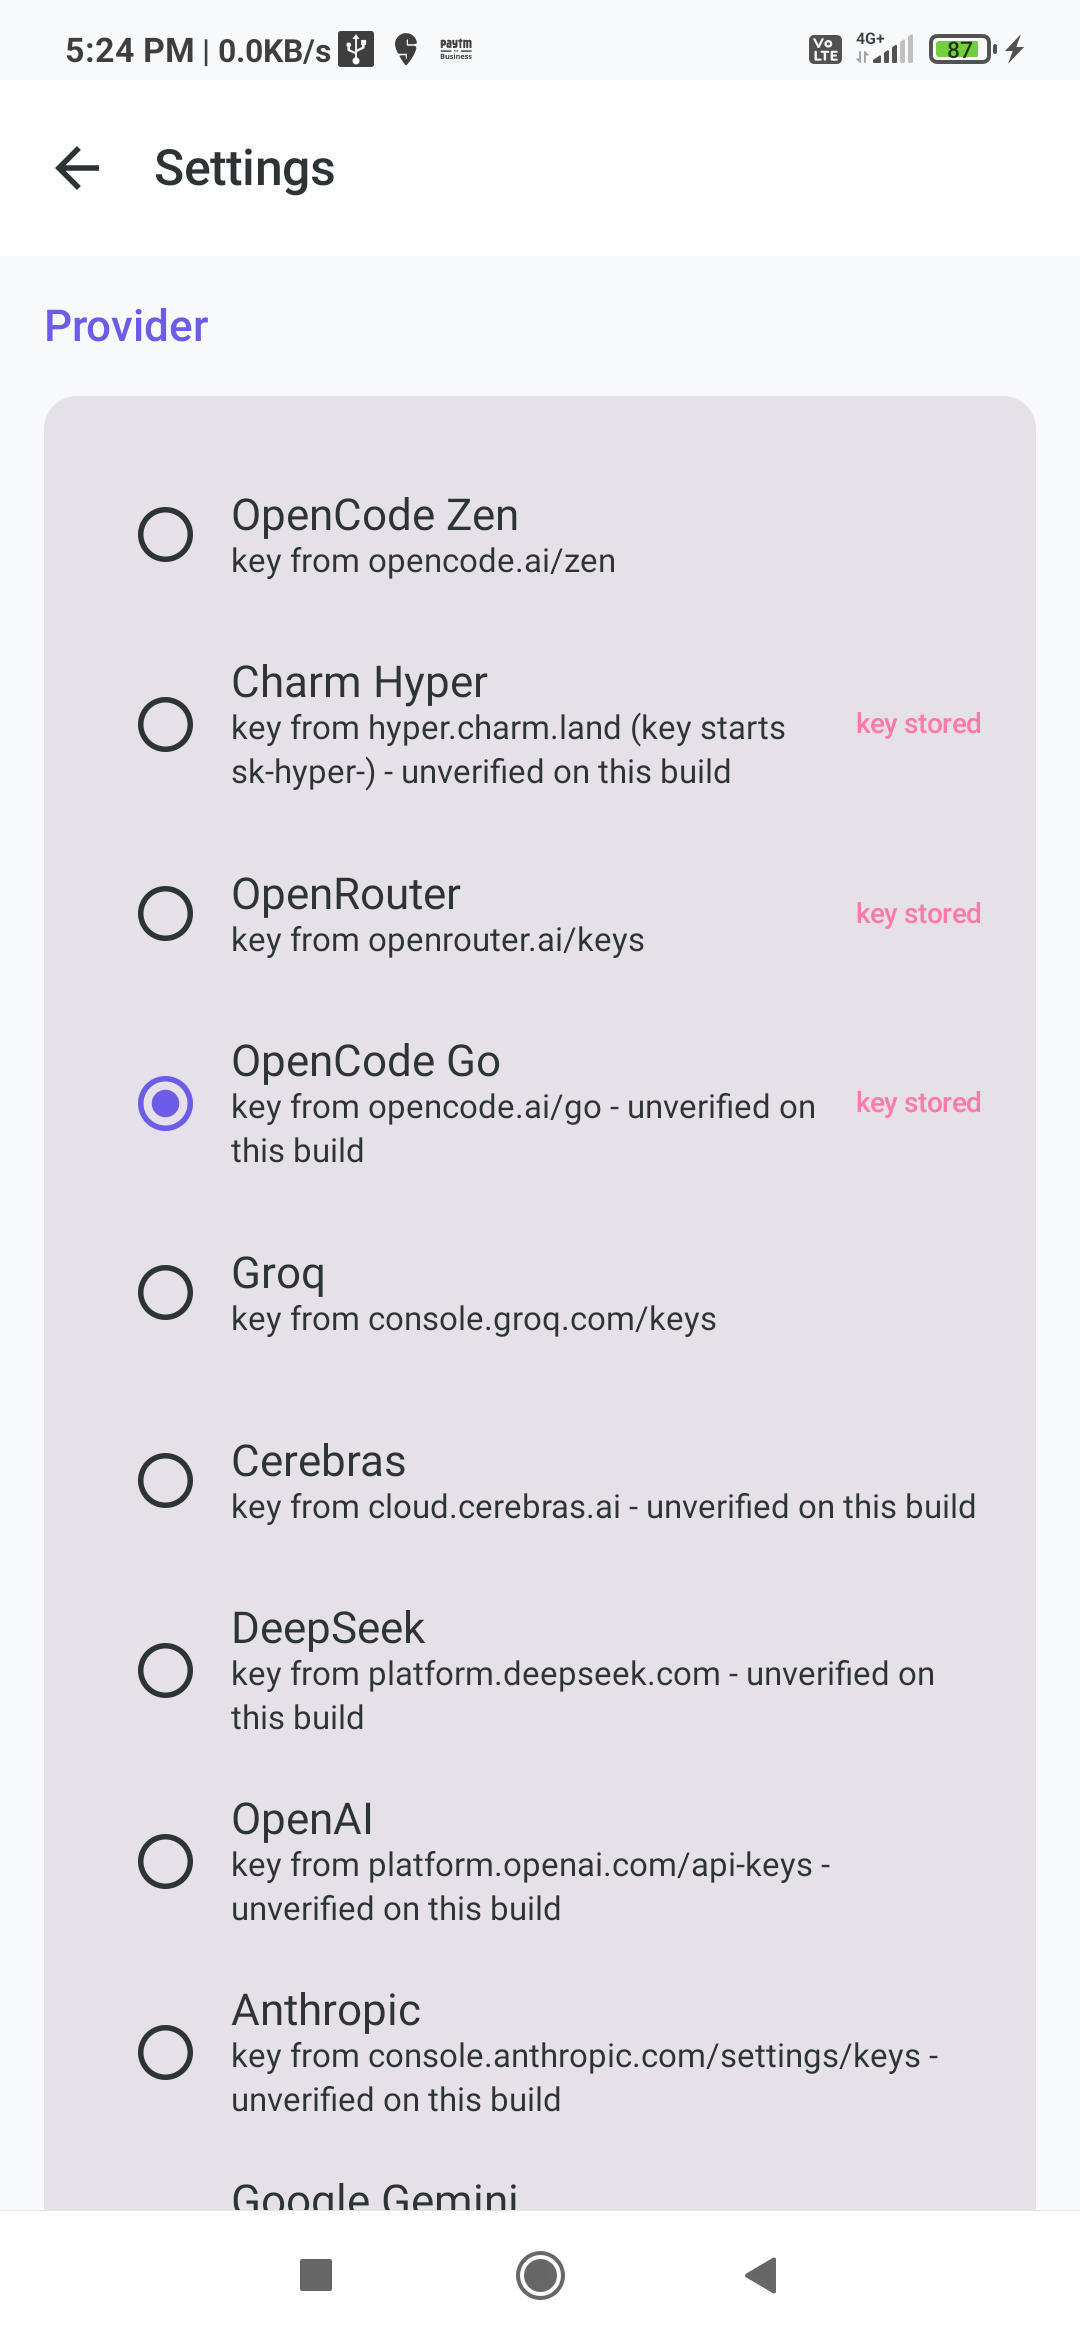 5:24 PM | 0.0KB/s
paytm
Business
Vo
LTE
4G+
87
Settings
Provider
OpenCode Zen
key from opencode.ai/zen
Charm Hyper
key from hyper.charm.land (key starts
sk-hyper-) - unverified on this build
key stored
OpenRouter
key from openrouter.ai/keys
key stored
OpenCode Go
key from opencode.ai/go - unverified on
this build
key stored
Groq
key from console.groq.com/keys
Cerebras
key from cloud.cerebras.ai - unverified on this build
DeepSeek
key from platform.deepseek.com - unverified on
this build
OpenAI
key from platform.openai.com/api-keys -
unverified on this build
Anthropic
key from console.anthropic.com/settings/keys -
unverified on this build
Google Gemini